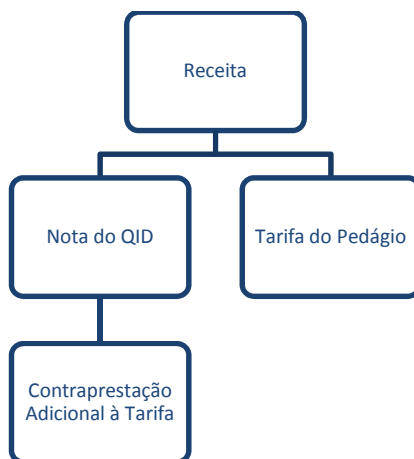 Receita
Nota do QID
Tarifa do Pedágio
Contraprestação
Adicional à Tarifa